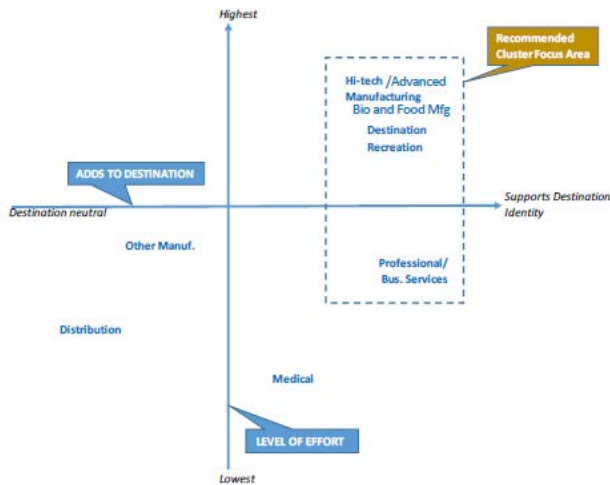 Highest
Recommended
Cluster Focus Area
Hi-tech /Advanced
Manufacturing
Bio and Food Mfg
Destination
Recreation
ADDS TO DESTINATION
Destination neutral
Supports Destination
Identity
Other Manuf.
Professional/
Bus. Services
Distribution
Medical
LEVEL OF EFFORT
Lowest